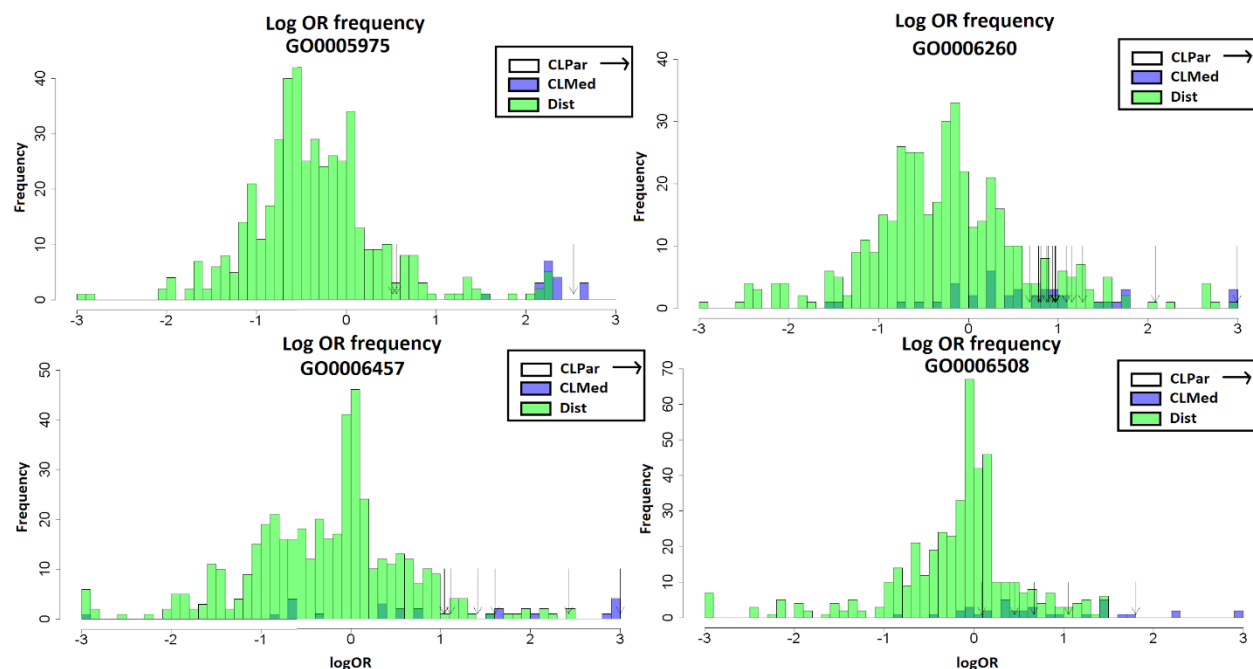 Log OR frequency
GO0005975
CLPar
CLMed
Dist
Frequency
0 10 20 30 40
-3 -2 -1 0 1 2 3
Log OR frequency
GO0006260
CLPar
CLMed
Dist
Frequency
0 10 20 30 40
-3 -2 -1 0 1 2 3
Log OR frequency
GO0006457
CLPar
CLMed
Dist
Frequency
0 10 20 30 40 50
-3 -2 -1 0 1 2 3
logOR
Log OR frequency
GO0006508
CLPar
CLMed
Dist
Frequency
0 10 20 30 40 50 60 70
-3 -2 -1 0 1 2 3
logOR